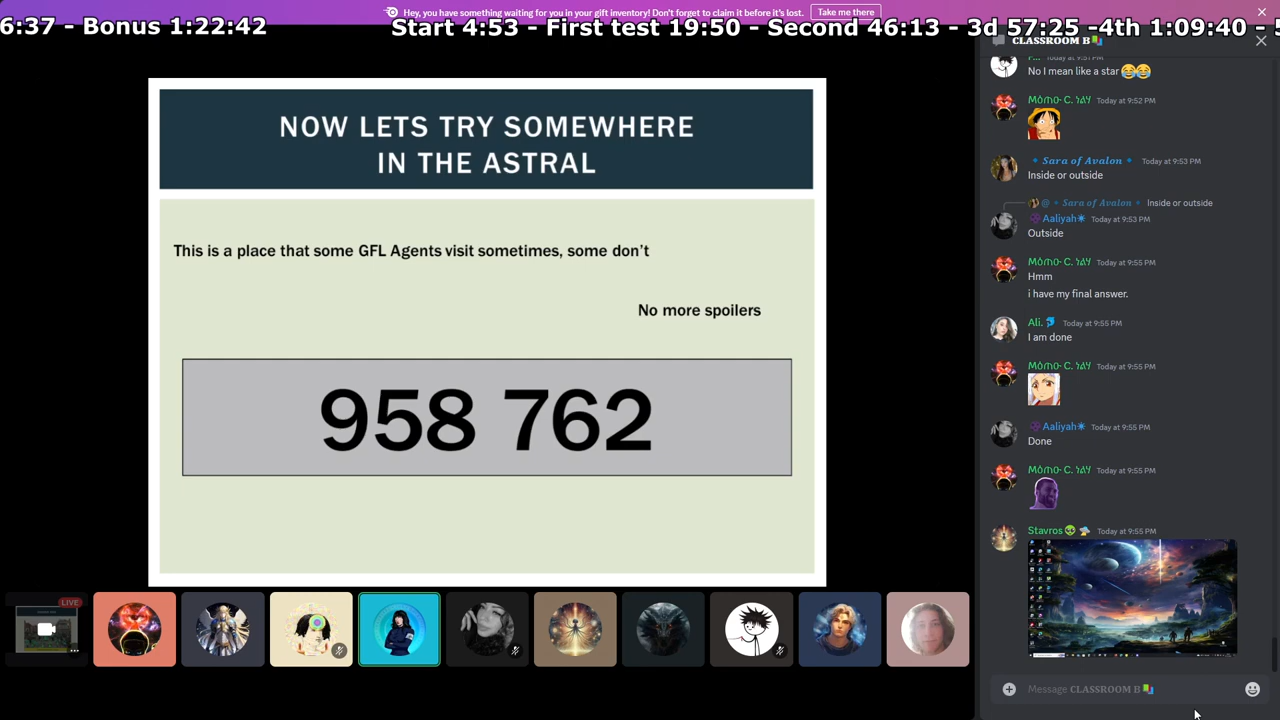 Hey, you have something waiting for you in your gift inventory! Don't forget to claim it before it's lost.
Take me there
6:37 - Bonus 1:22:42
Start 4:53 - First test 19:50 - Second 46:13 - 3d 57:25 -4th 1:09:40 - 5
NOW LETS TRY SOMEWHERE
IN THE ASTRAL
This is a place that some GFL Agents visit sometimes, some don't
No more spoilers
958 762
LIVE
CLASSROOM B
Today at 9:51 PM
No I mean like a star
Today at 9:52 PM
Sara of Avalon
Today at 9:53 PM
Inside or outside
@ Sara of Avalon Inside or outside
Aaliyah
Today at 9:53 PM
Outside
Today at 9:55 PM
Hmm
i have my final answer.
Ali.
Today at 9:55 PM
I am done
Today at 9:55 PM
Aaliyah
Today at 9:55 PM
Done
Today at 9:55 PM
Stavros
Today at 9:55 PM
Message CLASSROOM B